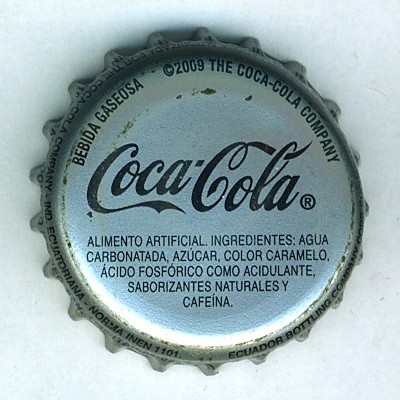 BEBIDA GASEOSA - ©2009 THE COCA-COLA COMPANY
Coca-Cola®
ALIMENTO ARTIFICIAL. INGREDIENTES: AGUA
CARBONATADA, AZÚCAR, COLOR CARAMELO,
ÁCIDO FOSFÓRICO COMO ACIDULANTE,
SABORIZANTES NATURALES Y
CAFEÍNA.
COCA-COLA COMPANY - IND. ECUATORIANA - NORMA INEN 1101
ECUADOR BOTTLING